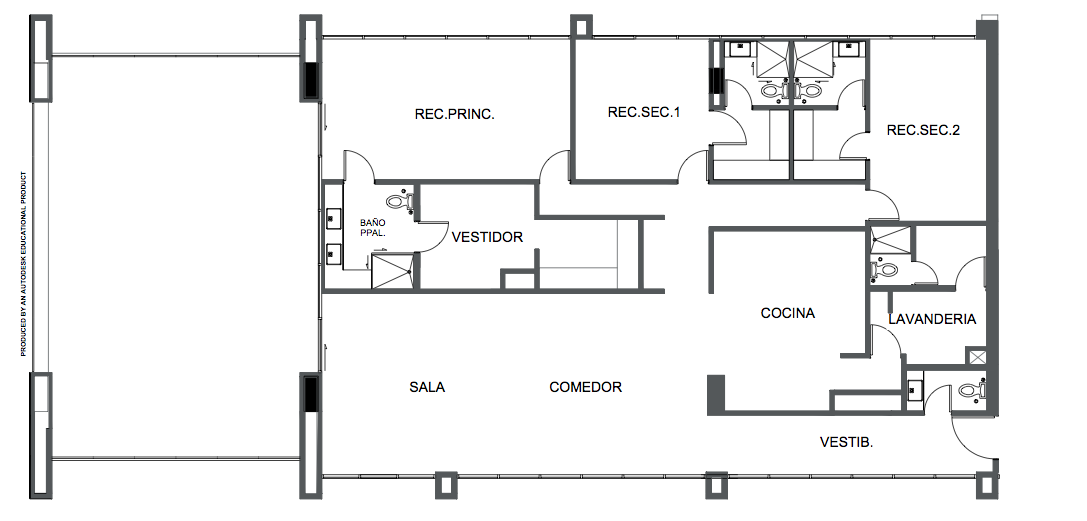 REC.PRINC.
REC.SEC.1
REC.SEC.2
BAÑO
PPAL.
VESTIDOR
COCINA
LAVANDERIA
SALA
COMEDOR
VESTIB.
PRODUCED BY AN AUTODESK EDUCATIONAL PRODUCT